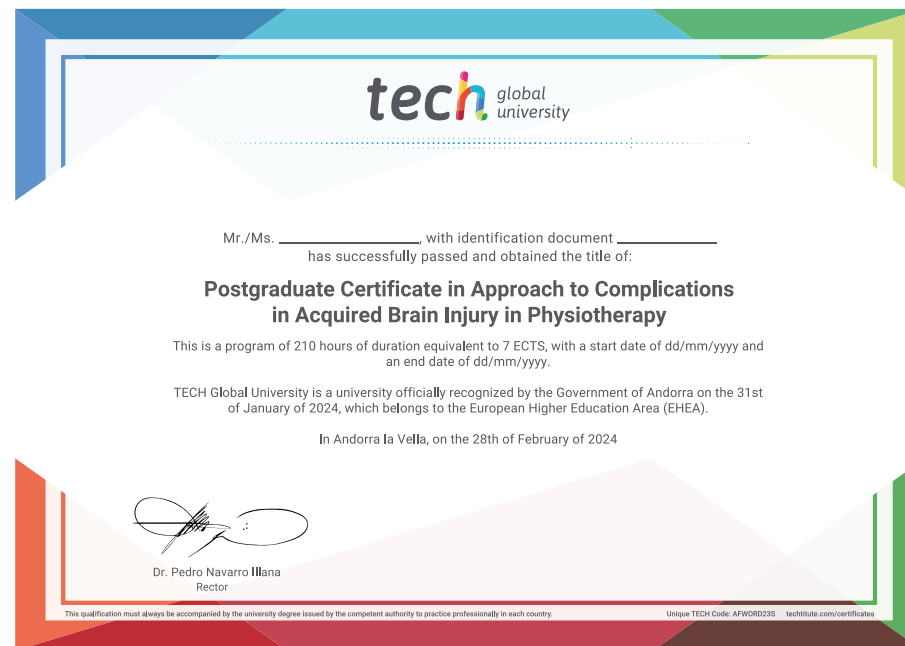 tech global university
Mr./Ms. ____________, with identification document ____________
has successfully passed and obtained the title of:
Postgraduate Certificate in Approach to Complications
in Acquired Brain Injury in Physiotherapy
This is a program of 210 hours of duration equivalent to 7 ECTS, with a start date of dd/mm/yyyy and
an end date of dd/mm/yyyy.
TECH Global University is a university officially recognized by the Government of Andorra on the 31st
of January of 2024, which belongs to the European Higher Education Area (EHEA).
In Andorra la Vella, on the 28th of February of 2024
Dr. Pedro Navarro Illana
Rector
This qualification must always be accompanied by the university degree issued by the competent authority to practice professionally in each country.
Unique TECH Code: AFWORD23S techtitute.com/certificates